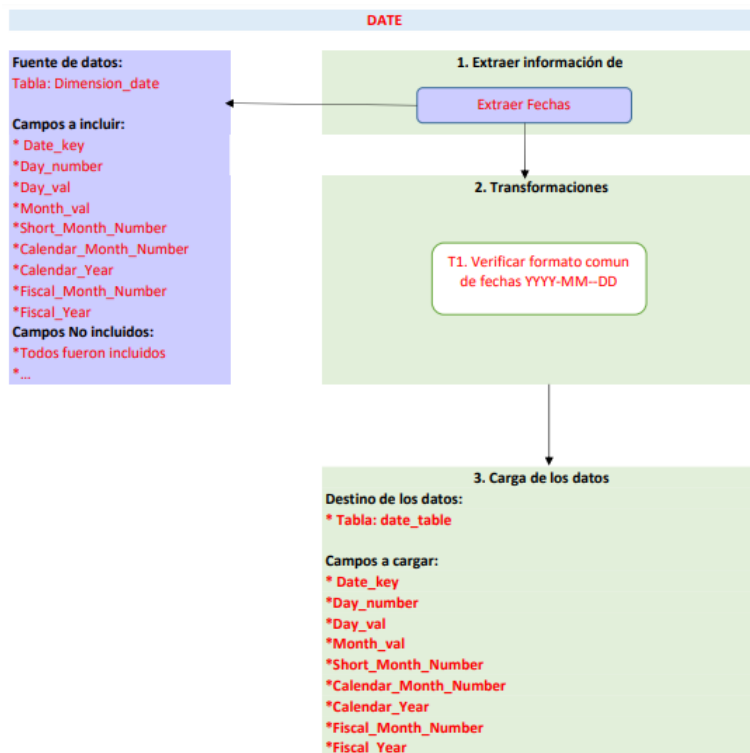 DATE
Fuente de datos:
Tabla: Dimension_date
Campos a incluir:
* Date_key
*Day_number
*Day_val
*Month_val
*Short_Month_Number
*Calendar_Month_Number
*Calendar_Year
*Fiscal_Month_Number
*Fiscal_Year
Campos No incluidos:
*Todos fueron incluidos
*...
1. Extraer información de
Extraer Fechas
2. Transformaciones
T1. Verificar formato comun
de fechas YYYY-MM--DD
3. Carga de los datos
Destino de los datos:
* Tabla: date_table
Campos a cargar:
* Date_key
*Day_number
*Day_val
*Month_val
*Short_Month_Number
*Calendar_Month_Number
*Calendar_Year
*Fiscal_Month_Number
*Fiscal_Year